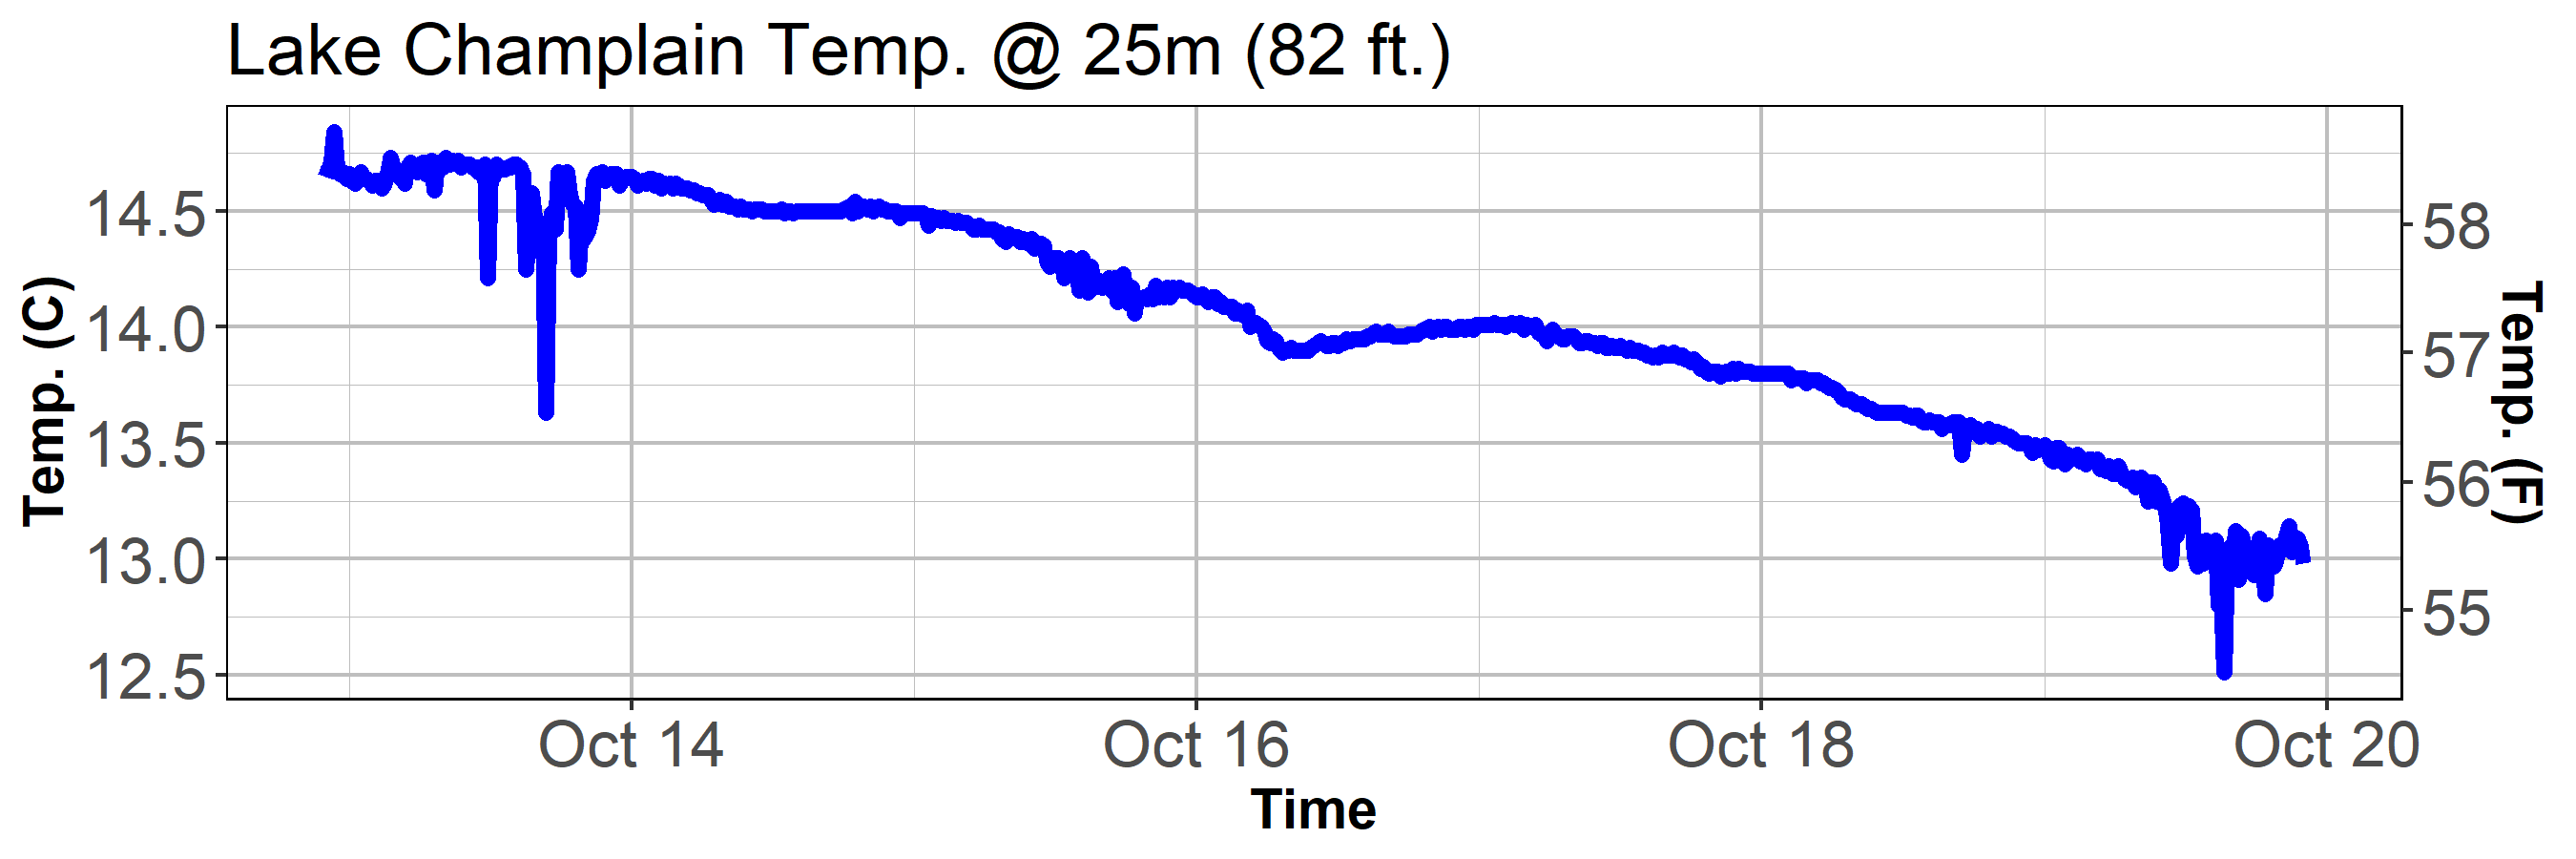 Lake Champlain Temp. @ 25m (82 ft.)
Temp. (C)
14.5
14.0
13.5
13.0
12.5
58
57
56
55
Temp. (F)
Oct 14
Oct 16
Oct 18
Oct 20
Time